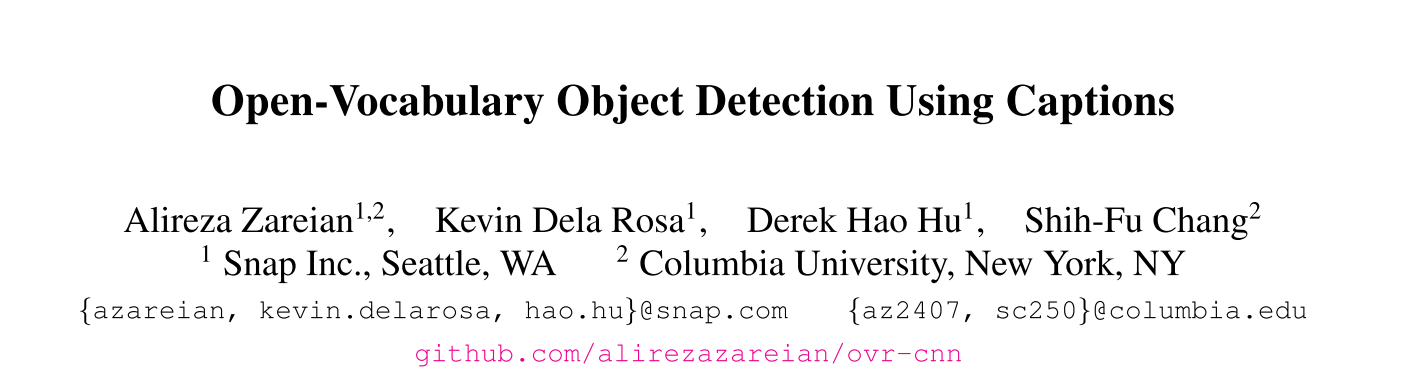 Open-Vocabulary Object Detection Using Captions
Alireza Zareian1,2, Kevin Dela Rosa1, Derek Hao Hu1, Shih-Fu Chang2
1 Snap Inc., Seattle, WA 2 Columbia University, New York, NY
{azareian, kevin.delarosa, hao.hu}@snap.com {az2407, sc250}@columbia.edu
github.com/alirezazareian/ovr-cnn